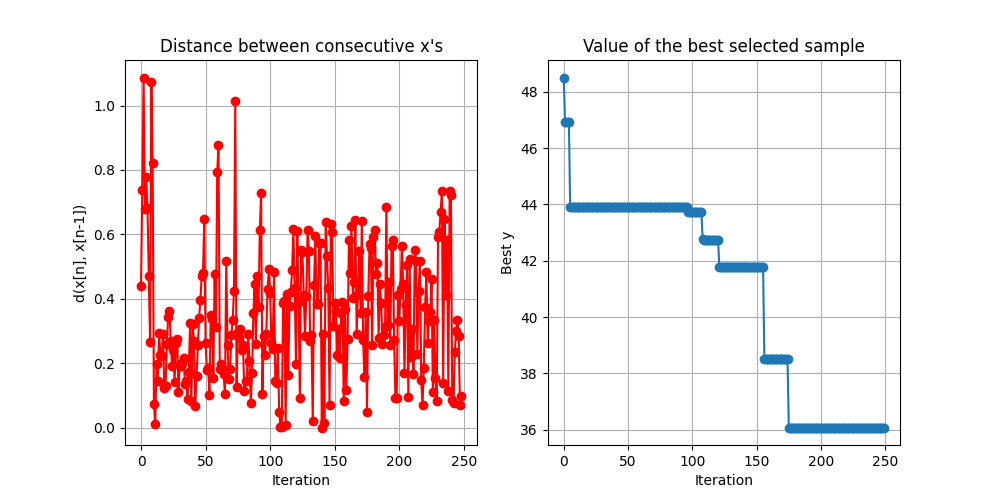 Distance between consecutive x's
d(x[n], x[n-1])
1.0
0.8
0.6
0.4
0.2
0.0
0 50 100 150 200 250
Iteration
Value of the best selected sample
Best y
48
46
44
42
40
38
36
0 50 100 150 200 250
Iteration